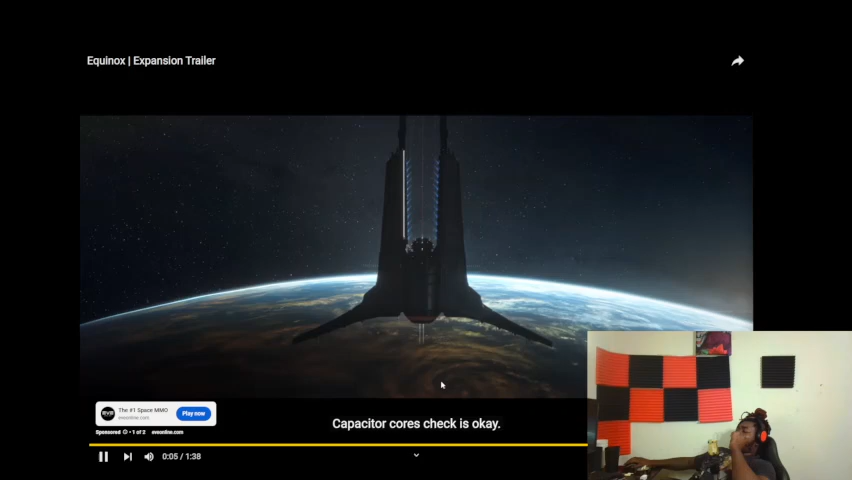 Equinox | Expansion Trailer
EVE
The #1 Space MMO
eveonline.com
Play now
Sponsored
1 of 2
eveonline.com
Capacitor cores check is okay.
0:05 / 1:38